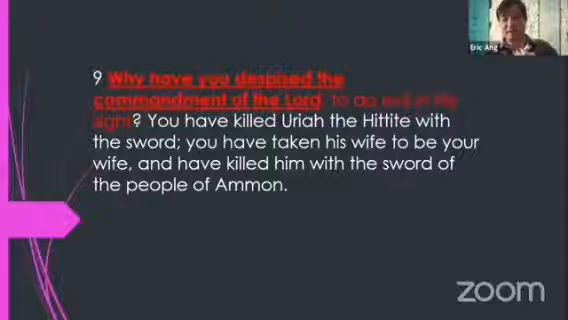 Eric Ang
9 Why have you despised the
commandment of the Lord, to do evil in His
sight? You have killed Uriah the Hittite with
the sword; you have taken his wife to be your
wife, and have killed him with the sword of
the people of Ammon.
zoom